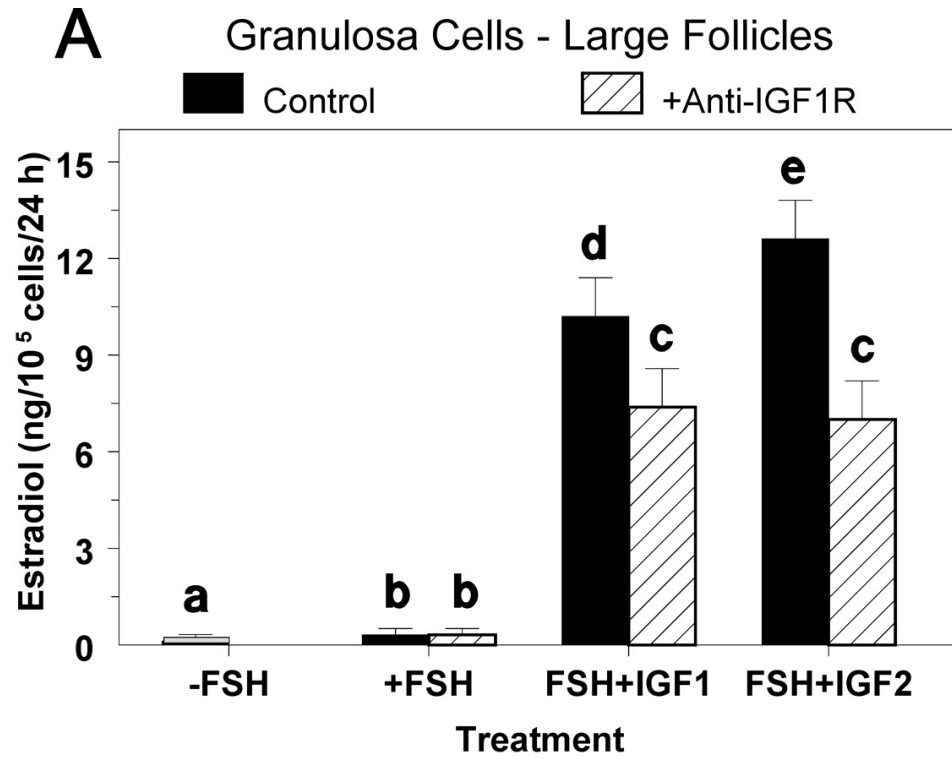 A Granulosa Cells - Large Follicles
Control +Anti-IGF1R
Estradiol (ng/10⁵ cells/24 h)
15
12
9
6
3
0
a
b b
d
c
e
c
-FSH +FSH FSH+IGF1 FSH+IGF2
Treatment